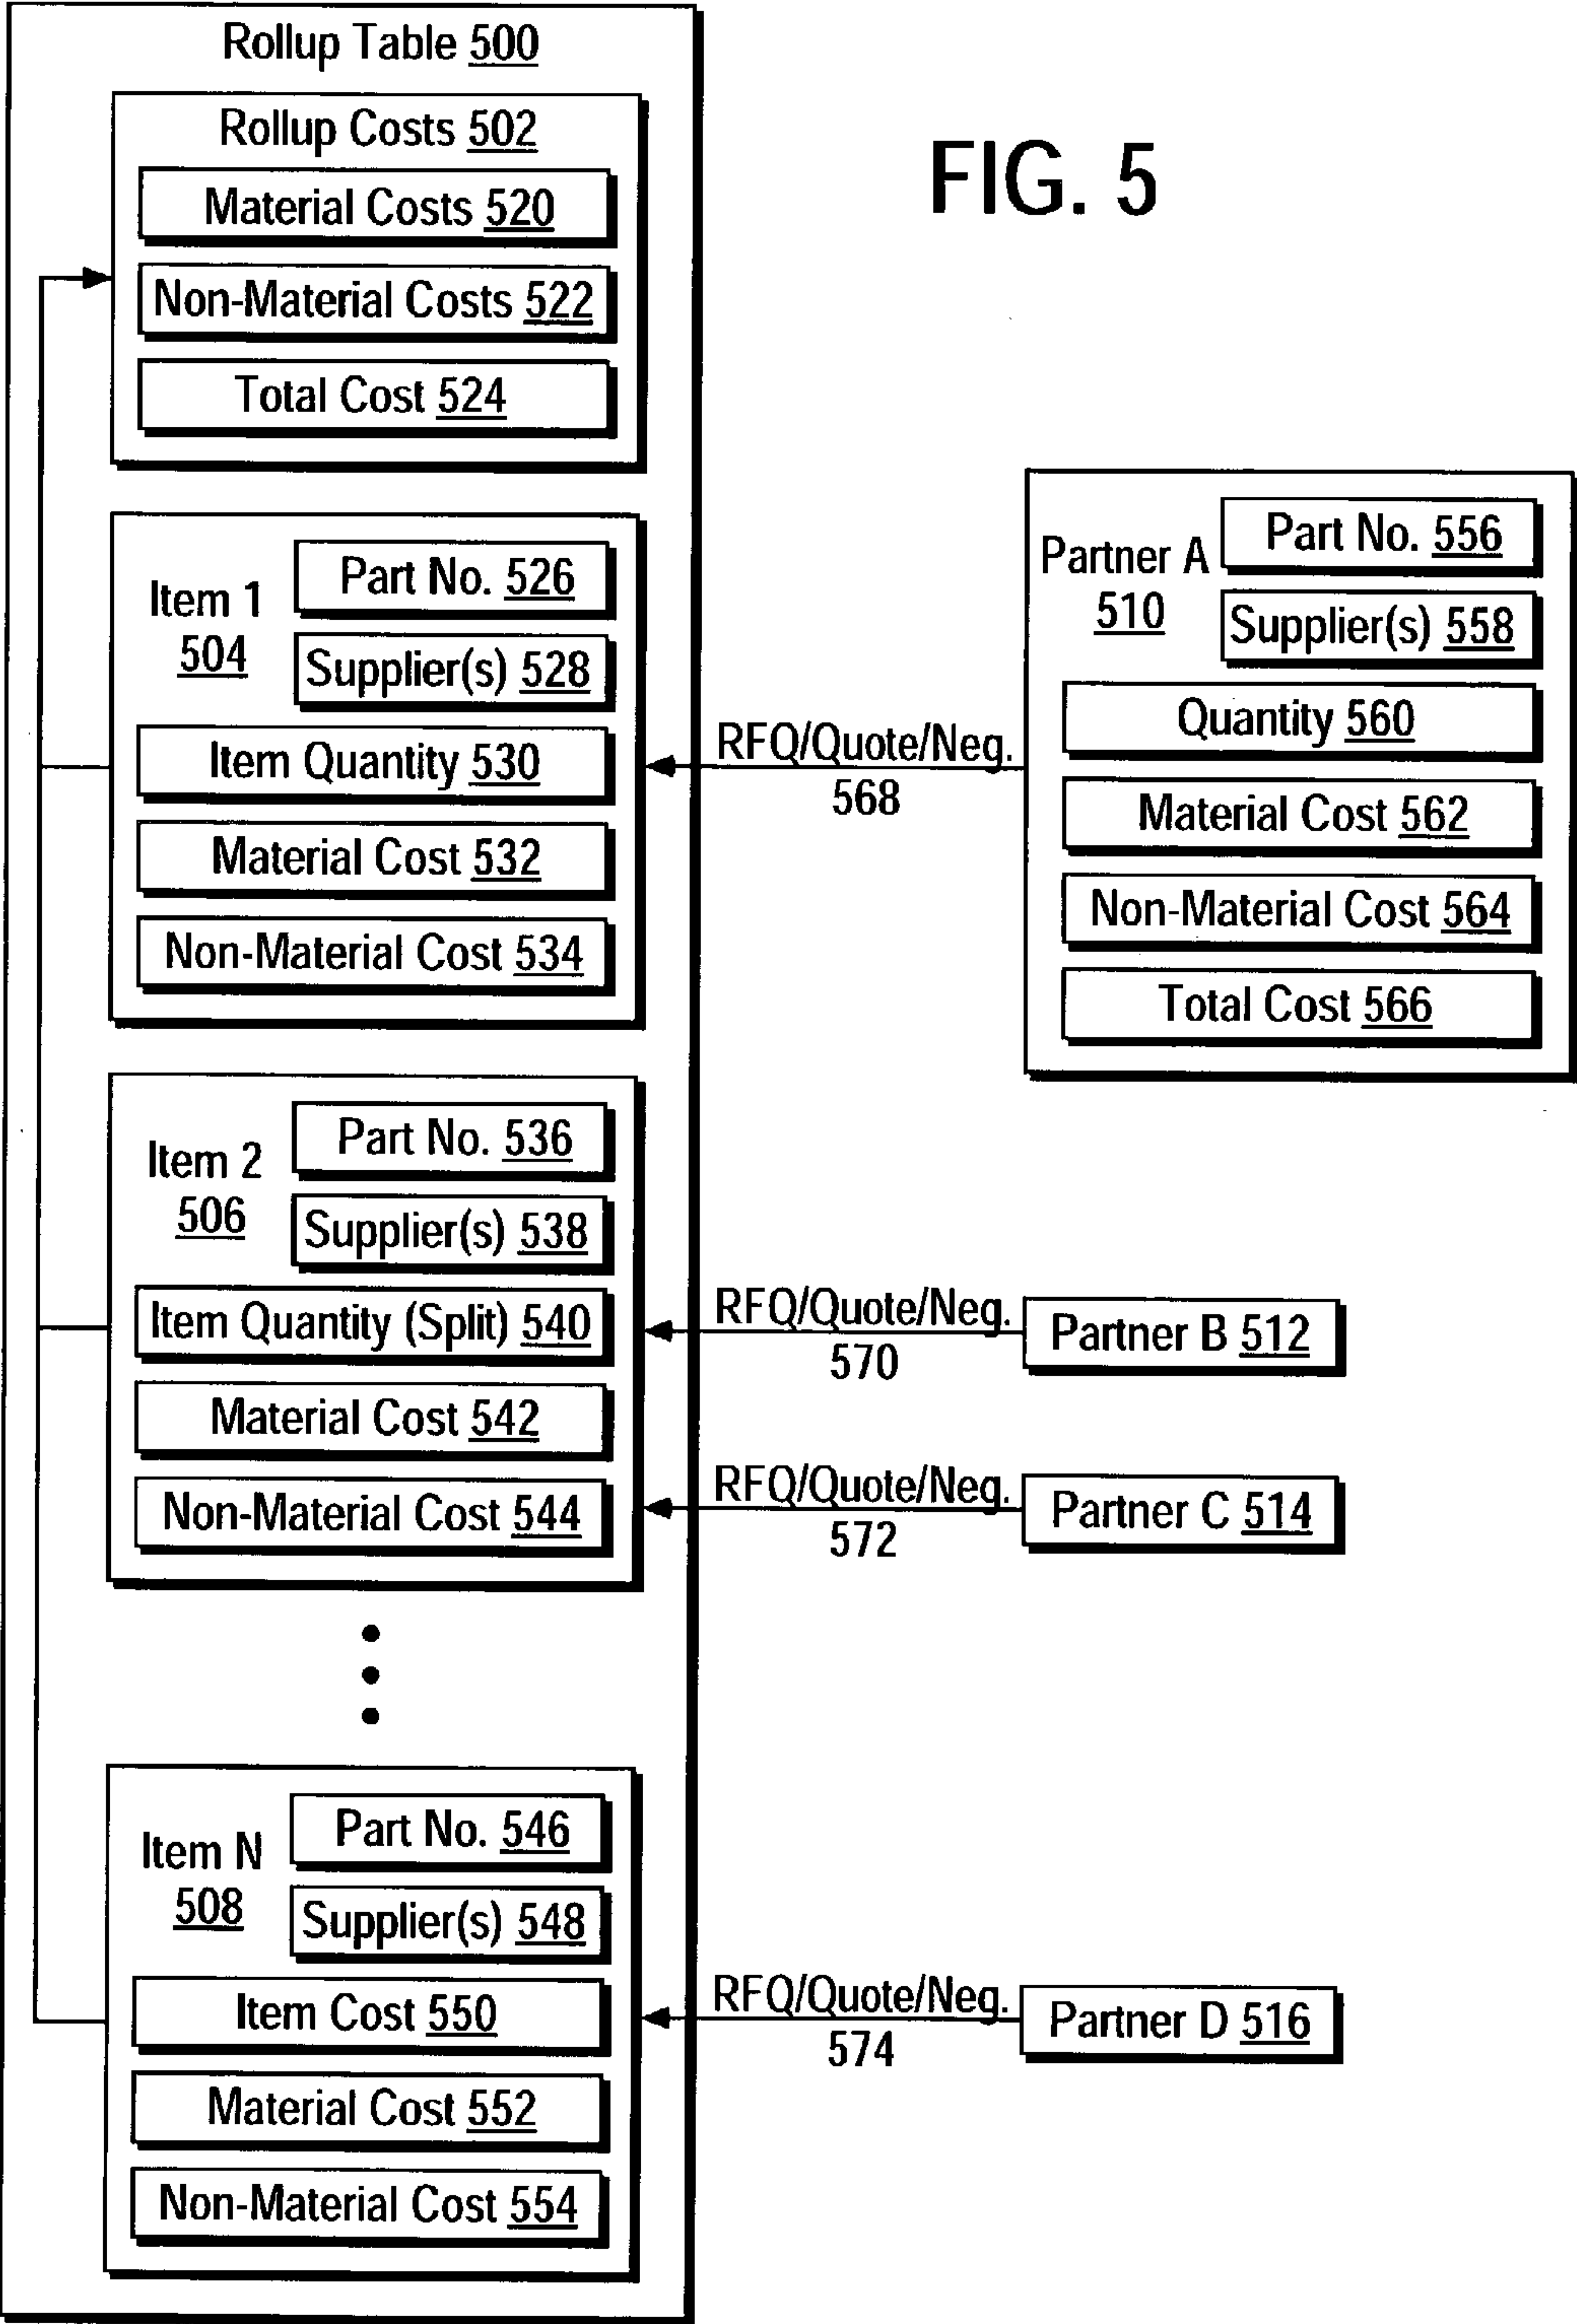 Rollup Table 500
Rollup Costs 502
Material Costs 520
Non-Material Costs 522
Total Cost 524
FIG. 5
Item 1
504
Part No. 526
Supplier(s) 528
Item Quantity 530
Material Cost 532
Non-Material Cost 534
RFQ/Quote/Neg.
568
Partner A
510
Part No. 556
Supplier(s) 558
Quantity 560
Material Cost 562
Non-Material Cost 564
Total Cost 566
Item 2
506
Part No. 536
Supplier(s) 538
Item Quantity (Split) 540
Material Cost 542
Non-Material Cost 544
RFQ/Quote/Neg.
570
Partner B 512
RFQ/Quote/Neg.
572
Partner C 514
Item N
508
Part No. 546
Supplier(s) 548
Item Cost 550
Material Cost 552
Non-Material Cost 554
RFQ/Quote/Neg.
574
Partner D 516